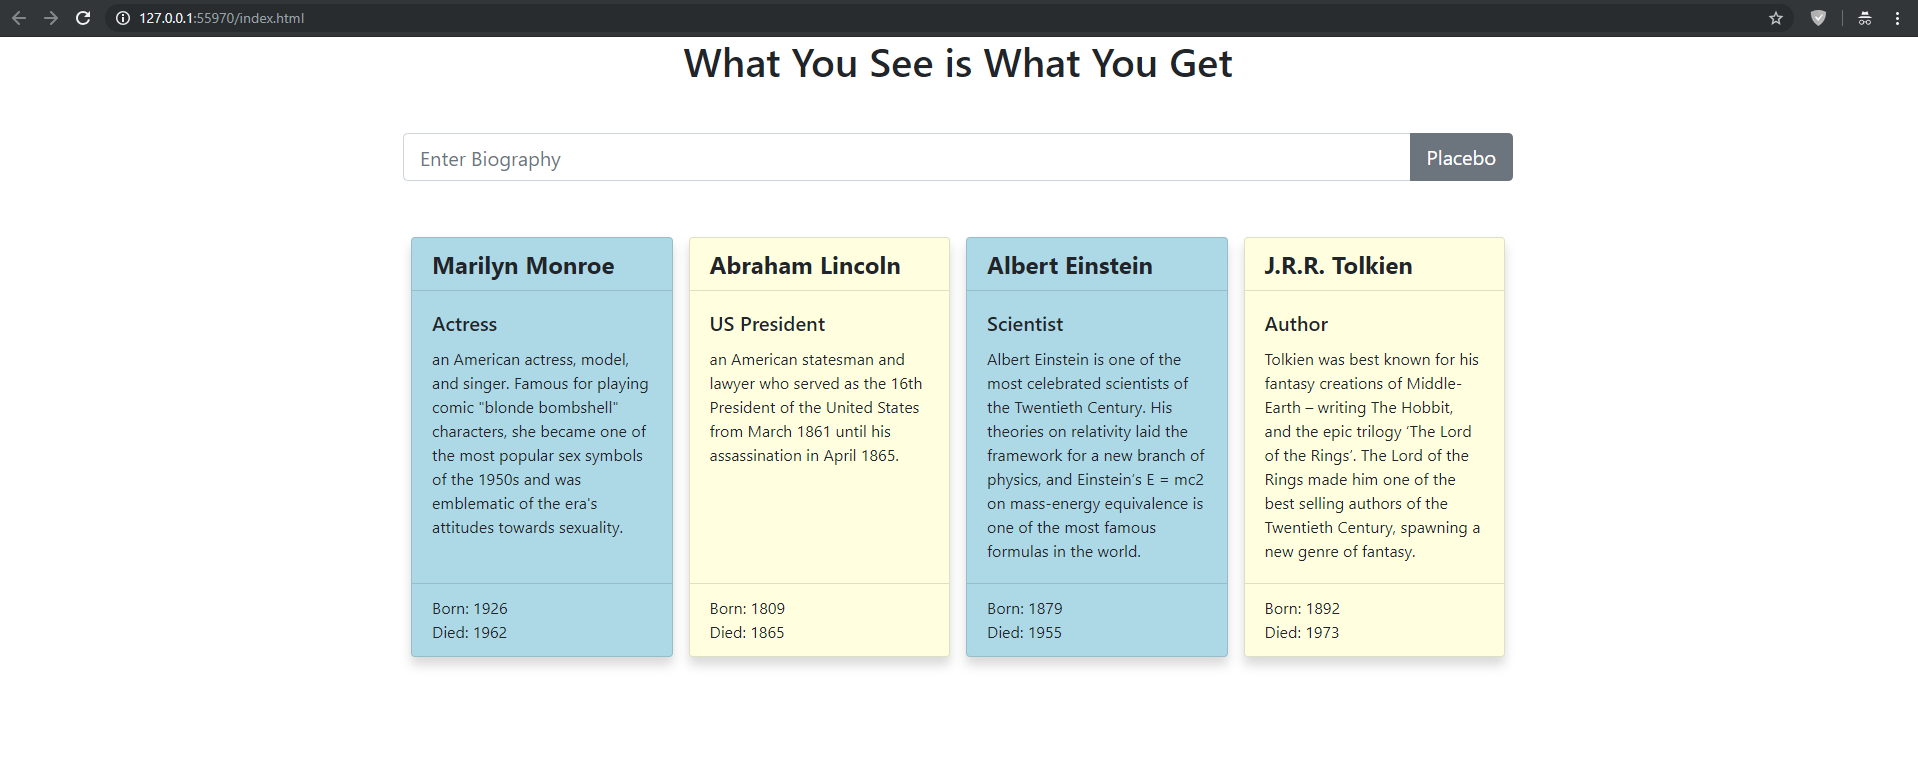 127.0.0.1:55970/index.html
What You See is What You Get
Enter Biography
Placebo
Marilyn Monroe
Actress
an American actress, model,
and singer. Famous for playing
comic "blonde bombshell"
characters, she became one of
the most popular sex symbols
of the 1950s and was
emblematic of the era's
attitudes towards sexuality.
Born: 1926
Died: 1962
Abraham Lincoln
US President
an American statesman and
lawyer who served as the 16th
President of the United States
from March 1861 until his
assassination in April 1865.
Born: 1809
Died: 1865
Albert Einstein
Scientist
Albert Einstein is one of the
most celebrated scientists of
the Twentieth Century. His
theories on relativity laid the
framework for a new branch of
physics, and Einstein’s E = mc2
on mass-energy equivalence is
one of the most famous
formulas in the world.
Born: 1879
Died: 1955
J.R.R. Tolkien
Author
Tolkien was best known for his
fantasy creations of Middle-
Earth – writing The Hobbit,
and the epic trilogy ‘The Lord
of the Rings’. The Lord of the
Rings made him one of the
best selling authors of the
Twentieth Century, spawning a
new genre of fantasy.
Born: 1892
Died: 1973